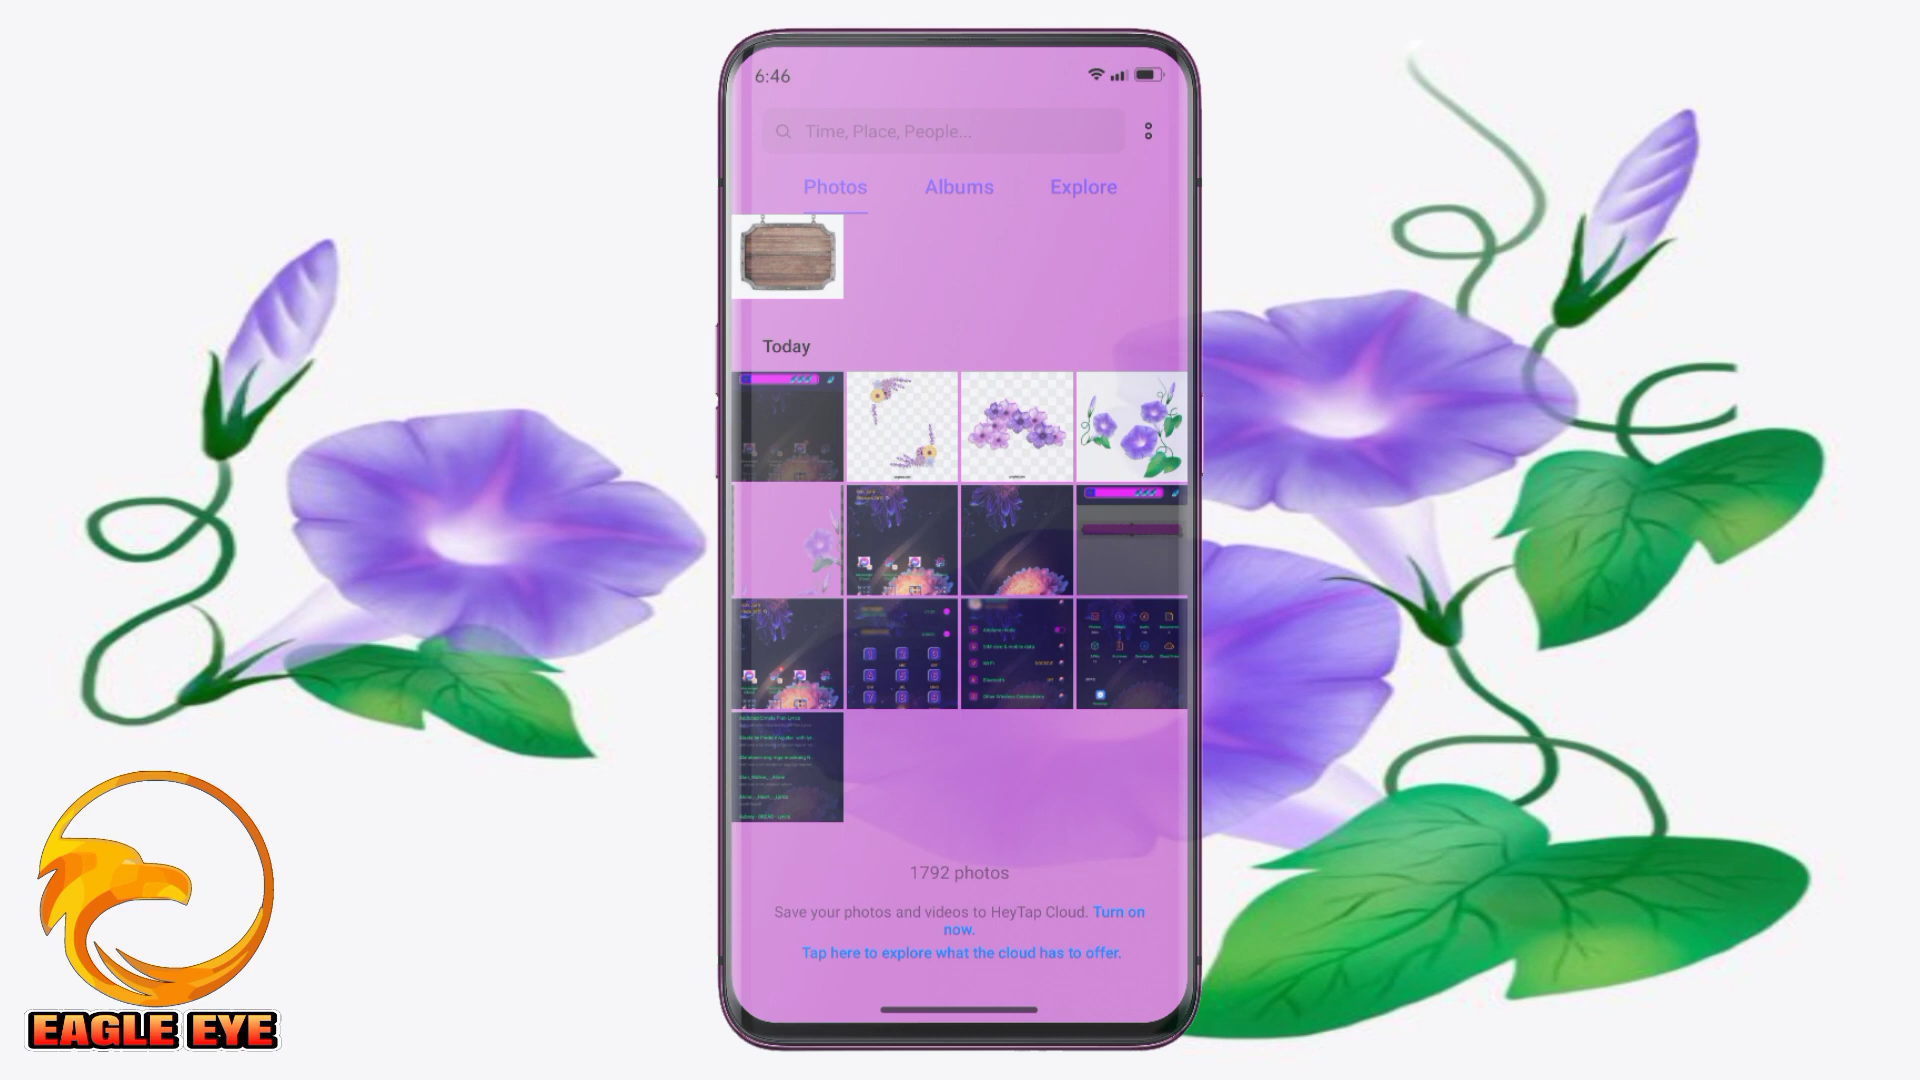 6:46
Time, Place, People...
Photos Albums Explore
Today
1792 photos
Save your photos and videos to HeyTap Cloud. Turn on
now.
Tap here to explore what the cloud has to offer.
EAGLE EYE